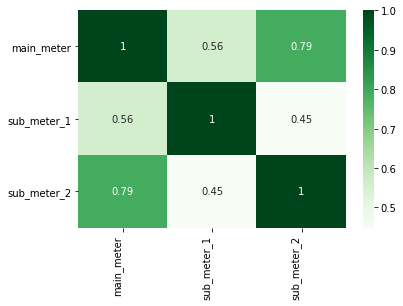 main_meter 1 0.56 0.79
sub_meter_1 0.56 1 0.45
sub_meter_2 0.79 0.45 1
main_meter
sub_meter_1
sub_meter_2
1.0
0.9
0.8
0.7
0.6
0.5